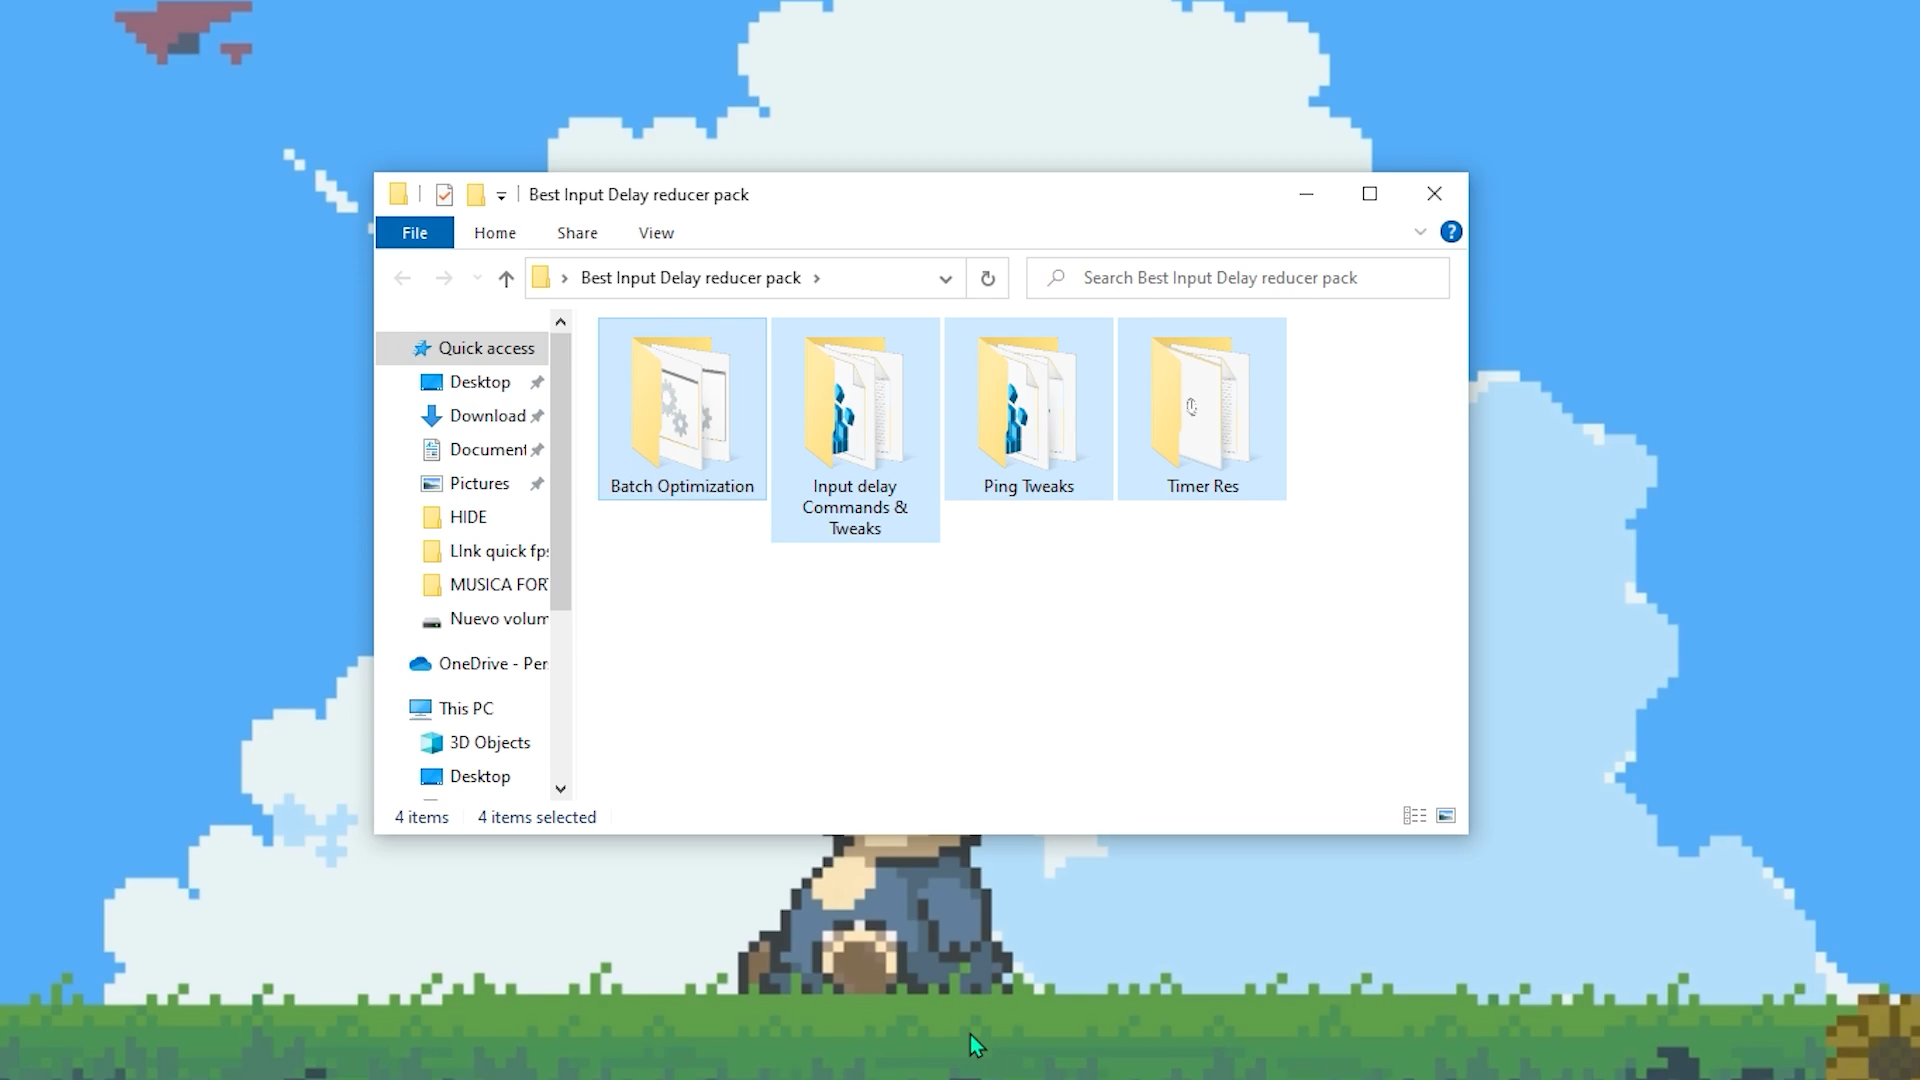 Best Input Delay reducer pack
File Home Share View
Best Input Delay reducer pack
Search Best Input Delay reducer pack
Quick access
Desktop
Download
Document
Pictures
HIDE
LInk quick fp
MUSICA FOR
Nuevo volum
OneDrive - Per
This PC
3D Objects
Desktop
Batch Optimization
Input delay
Commands &
Tweaks
Ping Tweaks
Timer Res
4 items 4 items selected